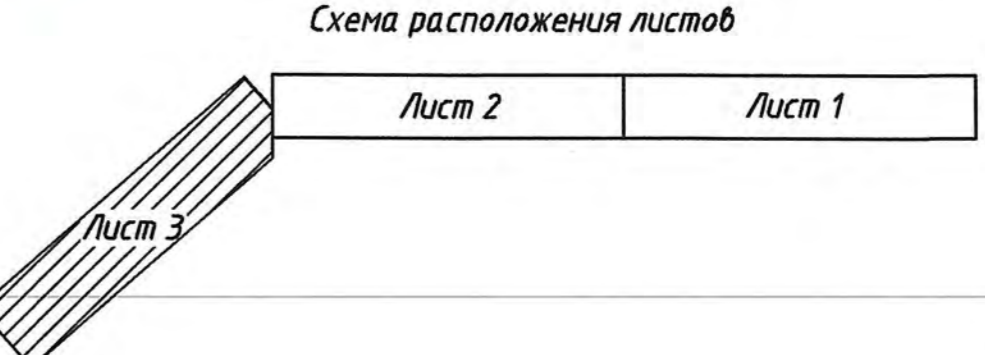 Схема расположения листов
Лист 2
Лист 1
Лист 3